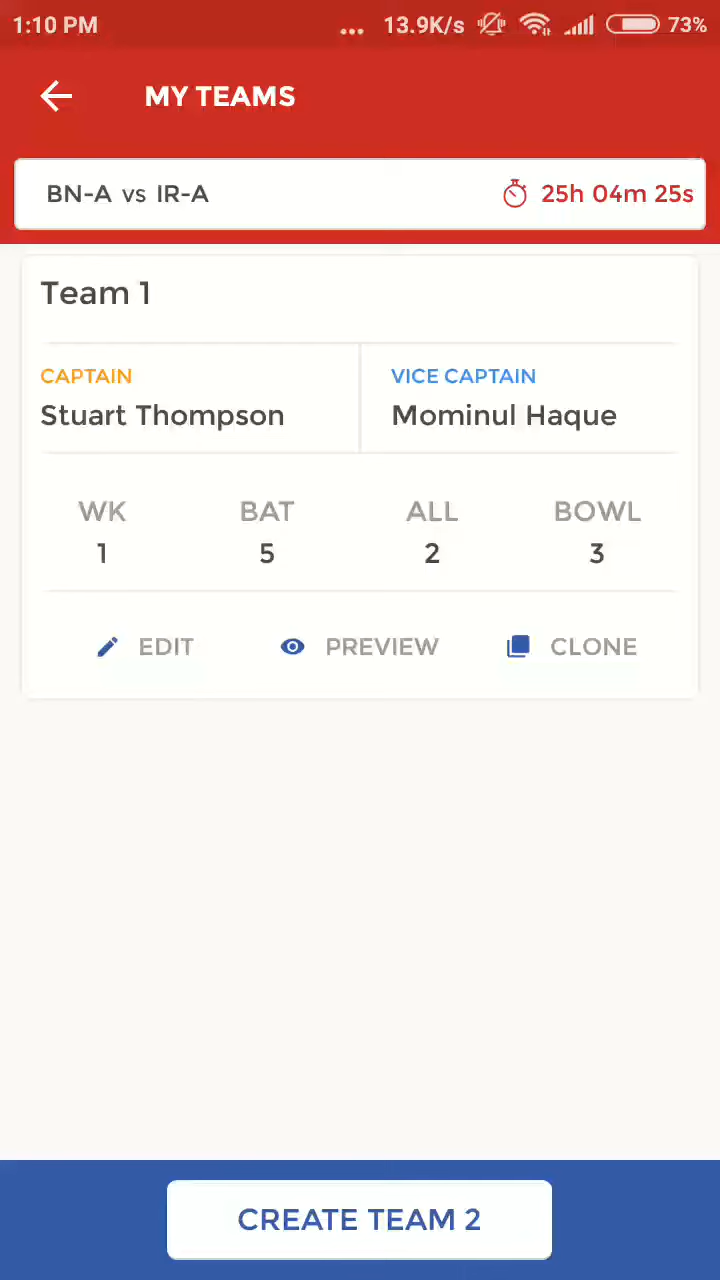 1:10 PM ... 13.9K/s 73%
MY TEAMS
BN-A vs IR-A 25h 04m 25s
Team 1
CAPTAIN VICE CAPTAIN
Stuart Thompson Mominul Haque
WK BAT ALL BOWL
1 5 2 3
EDIT PREVIEW CLONE
CREATE TEAM 2